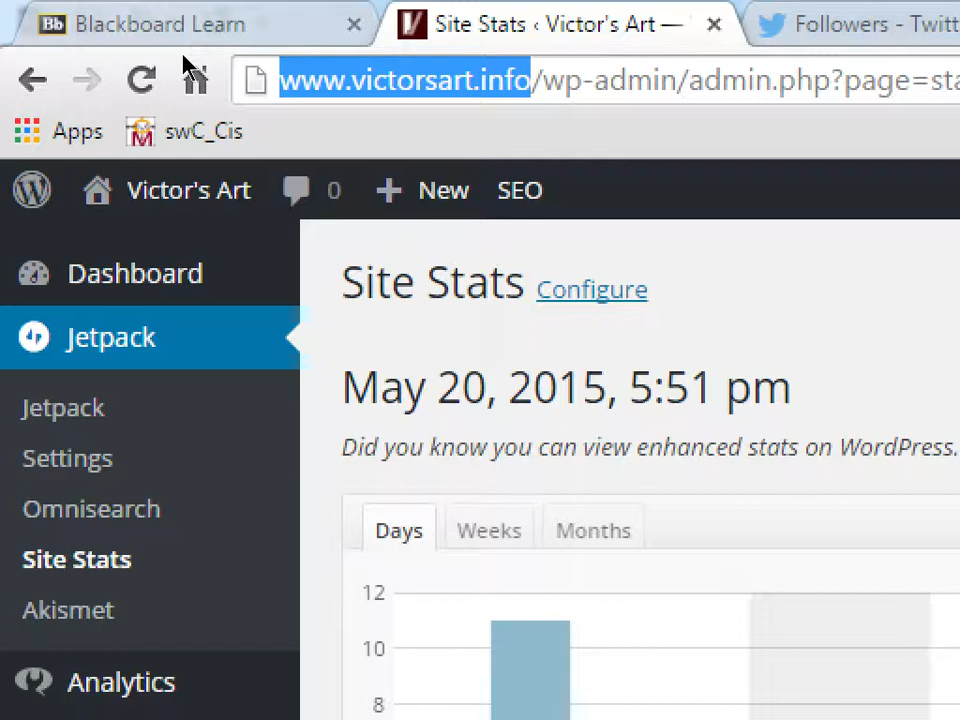 Bb Blackboard Learn
Site Stats ‹ Victor's Art —
Followers - Twitt
www.victorsart.info/wp-admin/admin.php?page=sta
Apps
swC_Cis
Victor's Art
0
New
SEO
Dashboard
Jetpack
Jetpack
Settings
Omnisearch
Site Stats
Akismet
Analytics
Site Stats Configure
May 20, 2015, 5:51 pm
Did you know you can view enhanced stats on WordPress.
Days
Weeks
Months
12
10
8